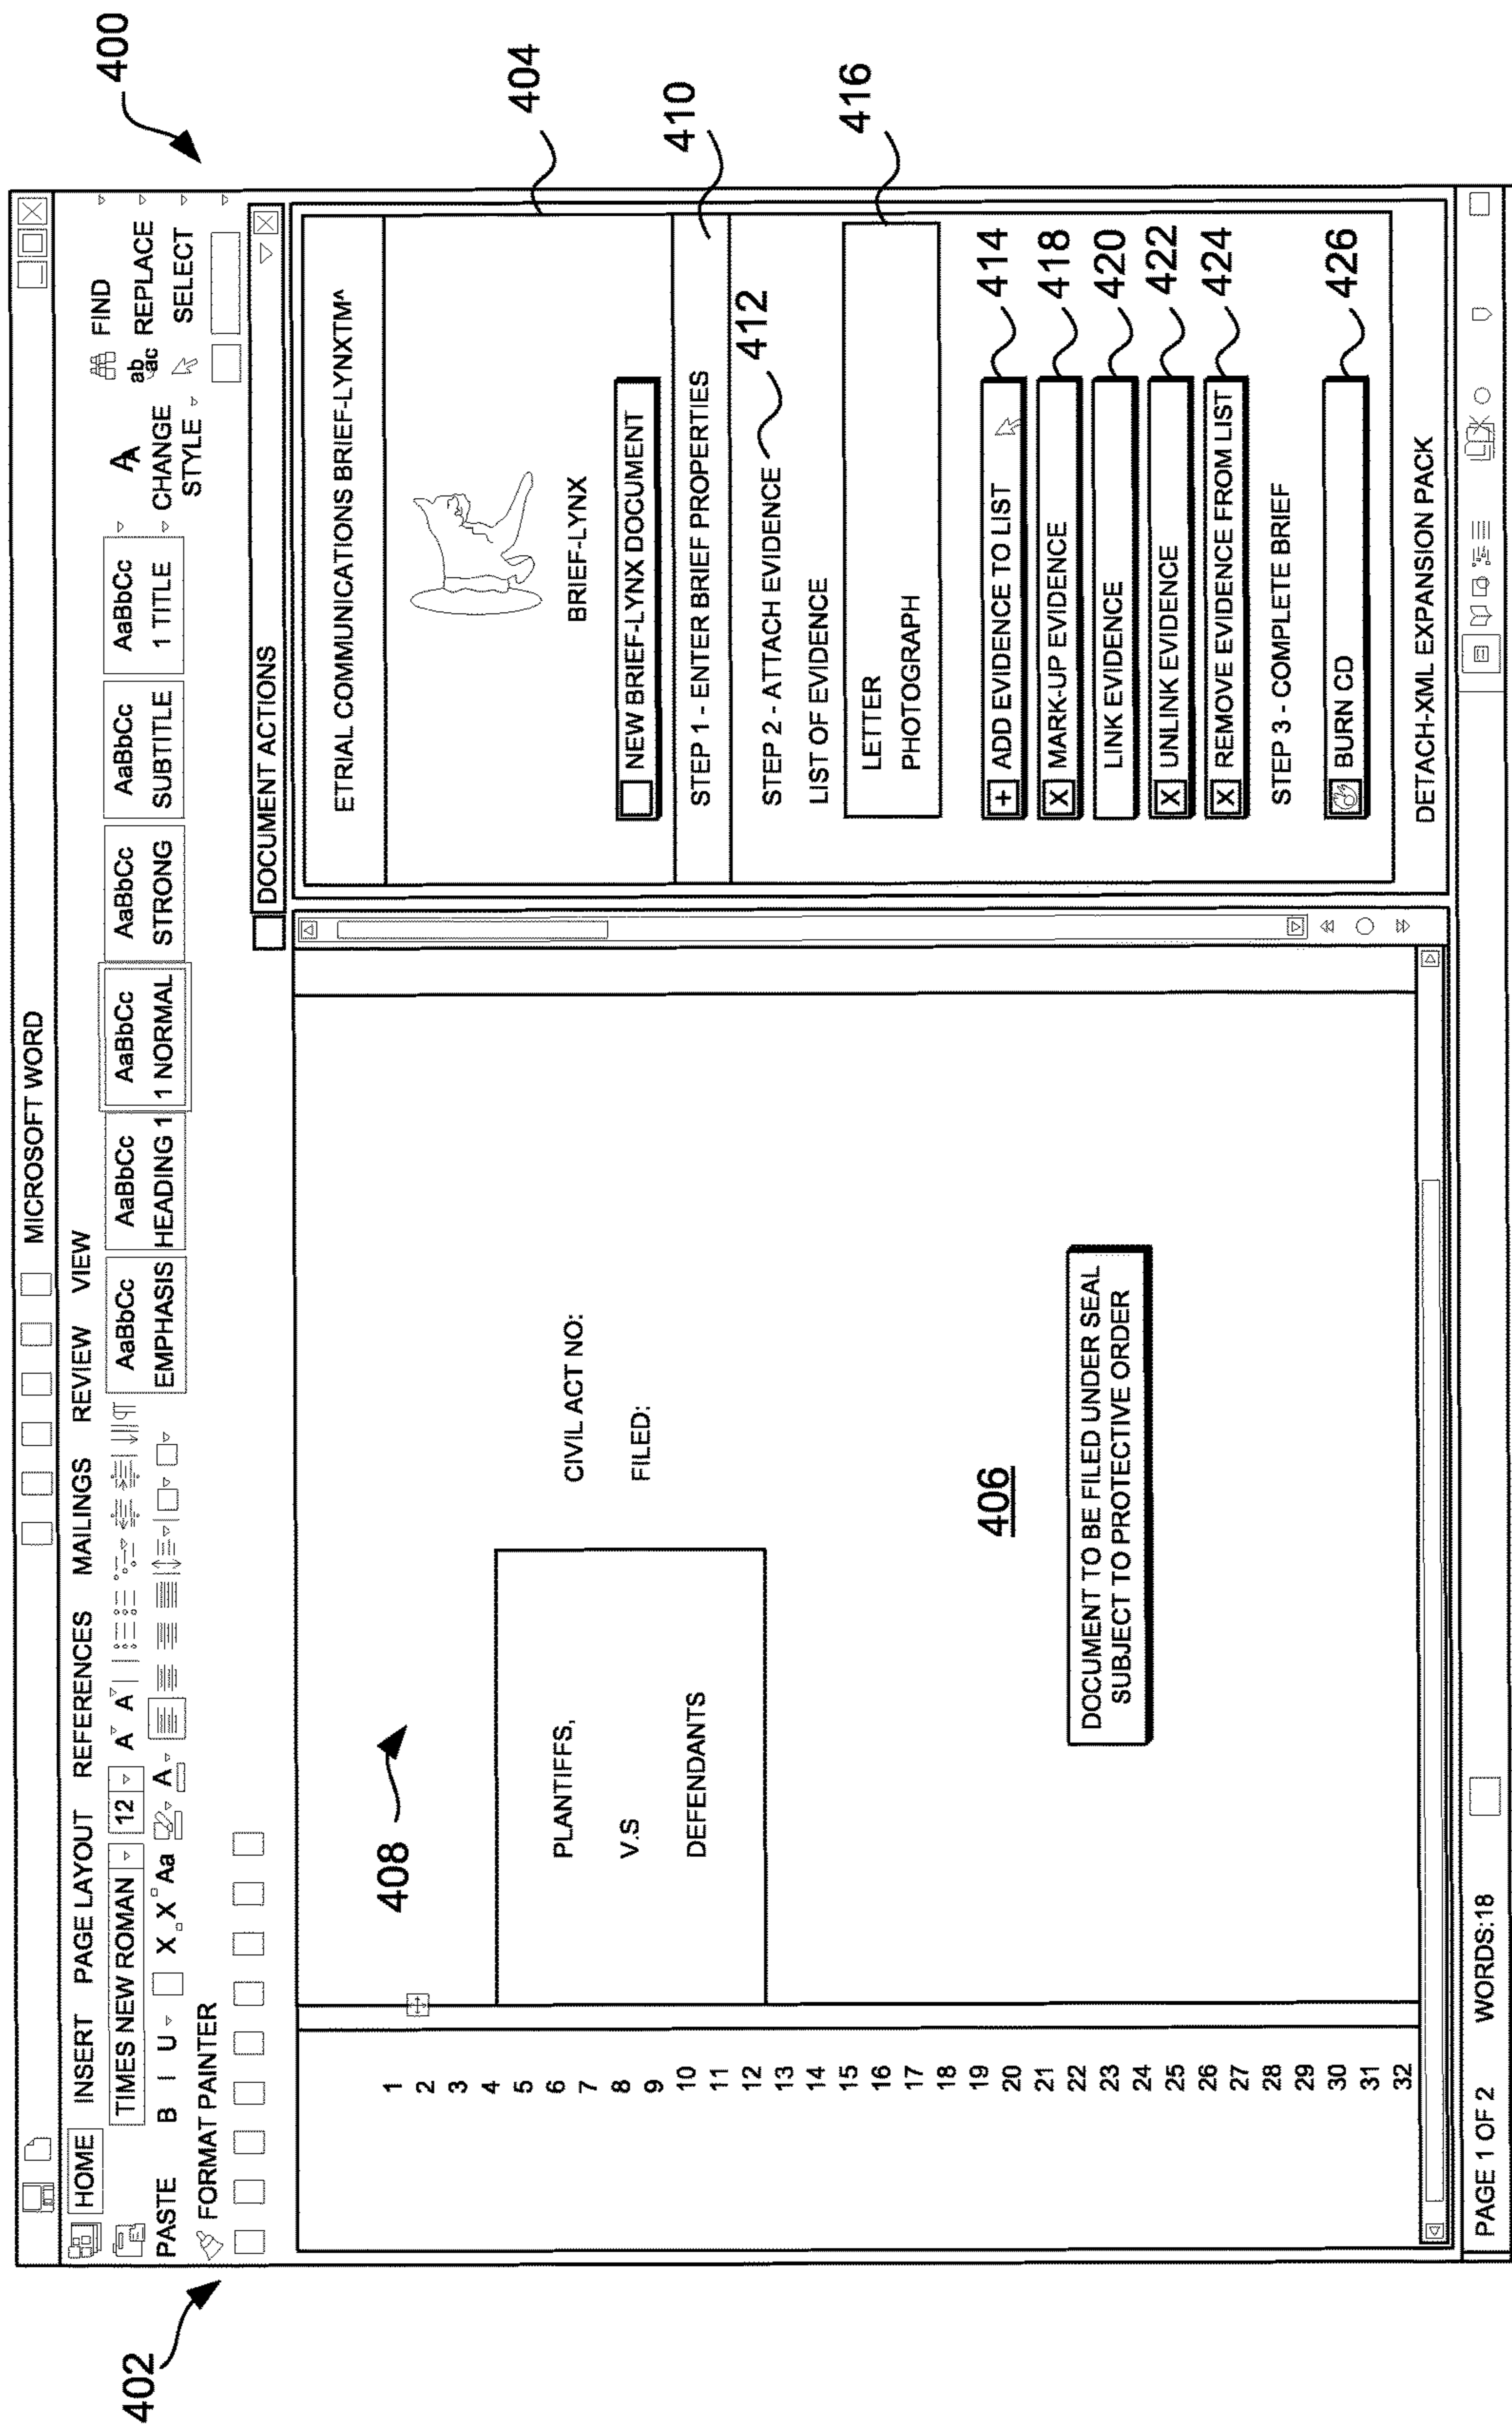 400
402
MICROSOFT WORD
HOME INSERT PAGE LAYOUT REFERENCES MAILINGS REVIEW VIEW
TIMES NEW ROMAN 12 A A
PASTE B I U X X Aa A
FORMAT PAINTER
AaBbCc AaBbCc AaBbCc AaBbCc AaBbCc AaBbCc
EMPHASIS HEADING 1 1 NORMAL STRONG SUBTITLE 1 TITLE
A
CHANGE
STYLE
FIND
ab
ac REPLACE
SELECT
DOCUMENT ACTIONS
404
ETRIAL COMMUNICATIONS BRIEF-LYNXTM^
BRIEF-LYNX
NEW BRIEF-LYNX DOCUMENT
STEP 1 - ENTER BRIEF PROPERTIES
410
STEP 2 - ATTACH EVIDENCE
412
LIST OF EVIDENCE
LETTER
PHOTOGRAPH
416
+ ADD EVIDENCE TO LIST
414
X MARK-UP EVIDENCE
418
LINK EVIDENCE
420
X UNLINK EVIDENCE
422
X REMOVE EVIDENCE FROM LIST
424
STEP 3 - COMPLETE BRIEF
BURN CD
426
DETACH-XML EXPANSION PACK
408
PLANTIFFS,
V.S
DEFENDANTS
CIVIL ACT NO:
FILED:
406
DOCUMENT TO BE FILED UNDER SEAL
SUBJECT TO PROTECTIVE ORDER
1
2
3
4
5
6
7
8
9
10
11
12
13
14
15
16
17
18
19
20
21
22
23
24
25
26
27
28
29
30
31
32
PAGE 1 OF 2 WORDS:18